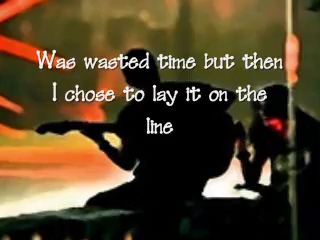 Was wasted time but then
I chose to lay it on the
line